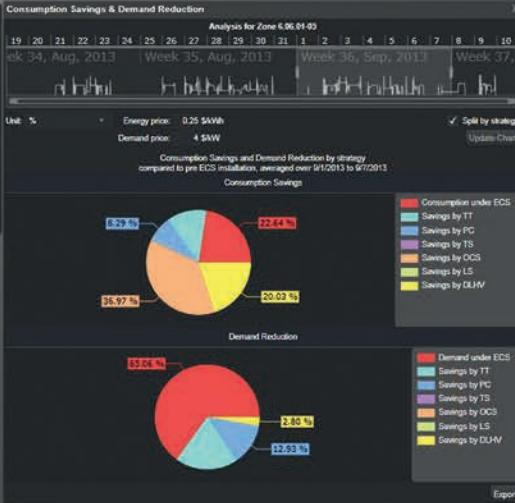 Consumption Savings & Demand Reduction
Analysis for Zone 6.06.01-03
19 20 21 22 23 24 25 26 27 28 29 30 31 1 2 3 4 5 6 7 8 9 10
ek 34, Aug, 2013 Week 35, Aug, 2013 Week 36, Sep, 2013 Week 37,
Unit: % Energy price: 0.25 $/kWh ✓ Split by strateg
Demand price: 4 $/kW Update Char
Consumption Savings and Demand Reduction by strategy
compared to pre ECS installation, averaged over 9/1/2013 to 9/7/2013
Consumption Savings
Consumption under ECS
Savings by TT
Savings by PC
Savings by TS
Savings by OCS
Savings by LS
Savings by DLHV
8.29 %
22.64 %
36.97 %
20.03 %
Demand Reduction
Demand under ECS
Savings by TT
Savings by PC
Savings by TS
Savings by OCS
Savings by LS
Savings by DLHV
65.06 %
2.80 %
12.93 %
Export